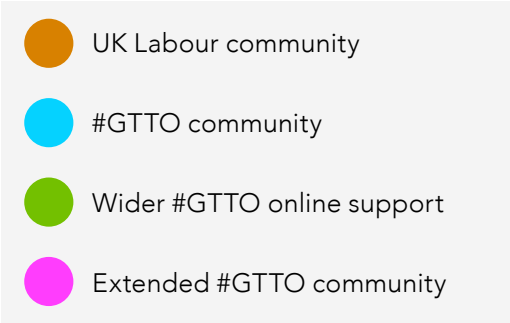 UK Labour community
#GTTO community
Wider #GTTO online support
Extended #GTTO community